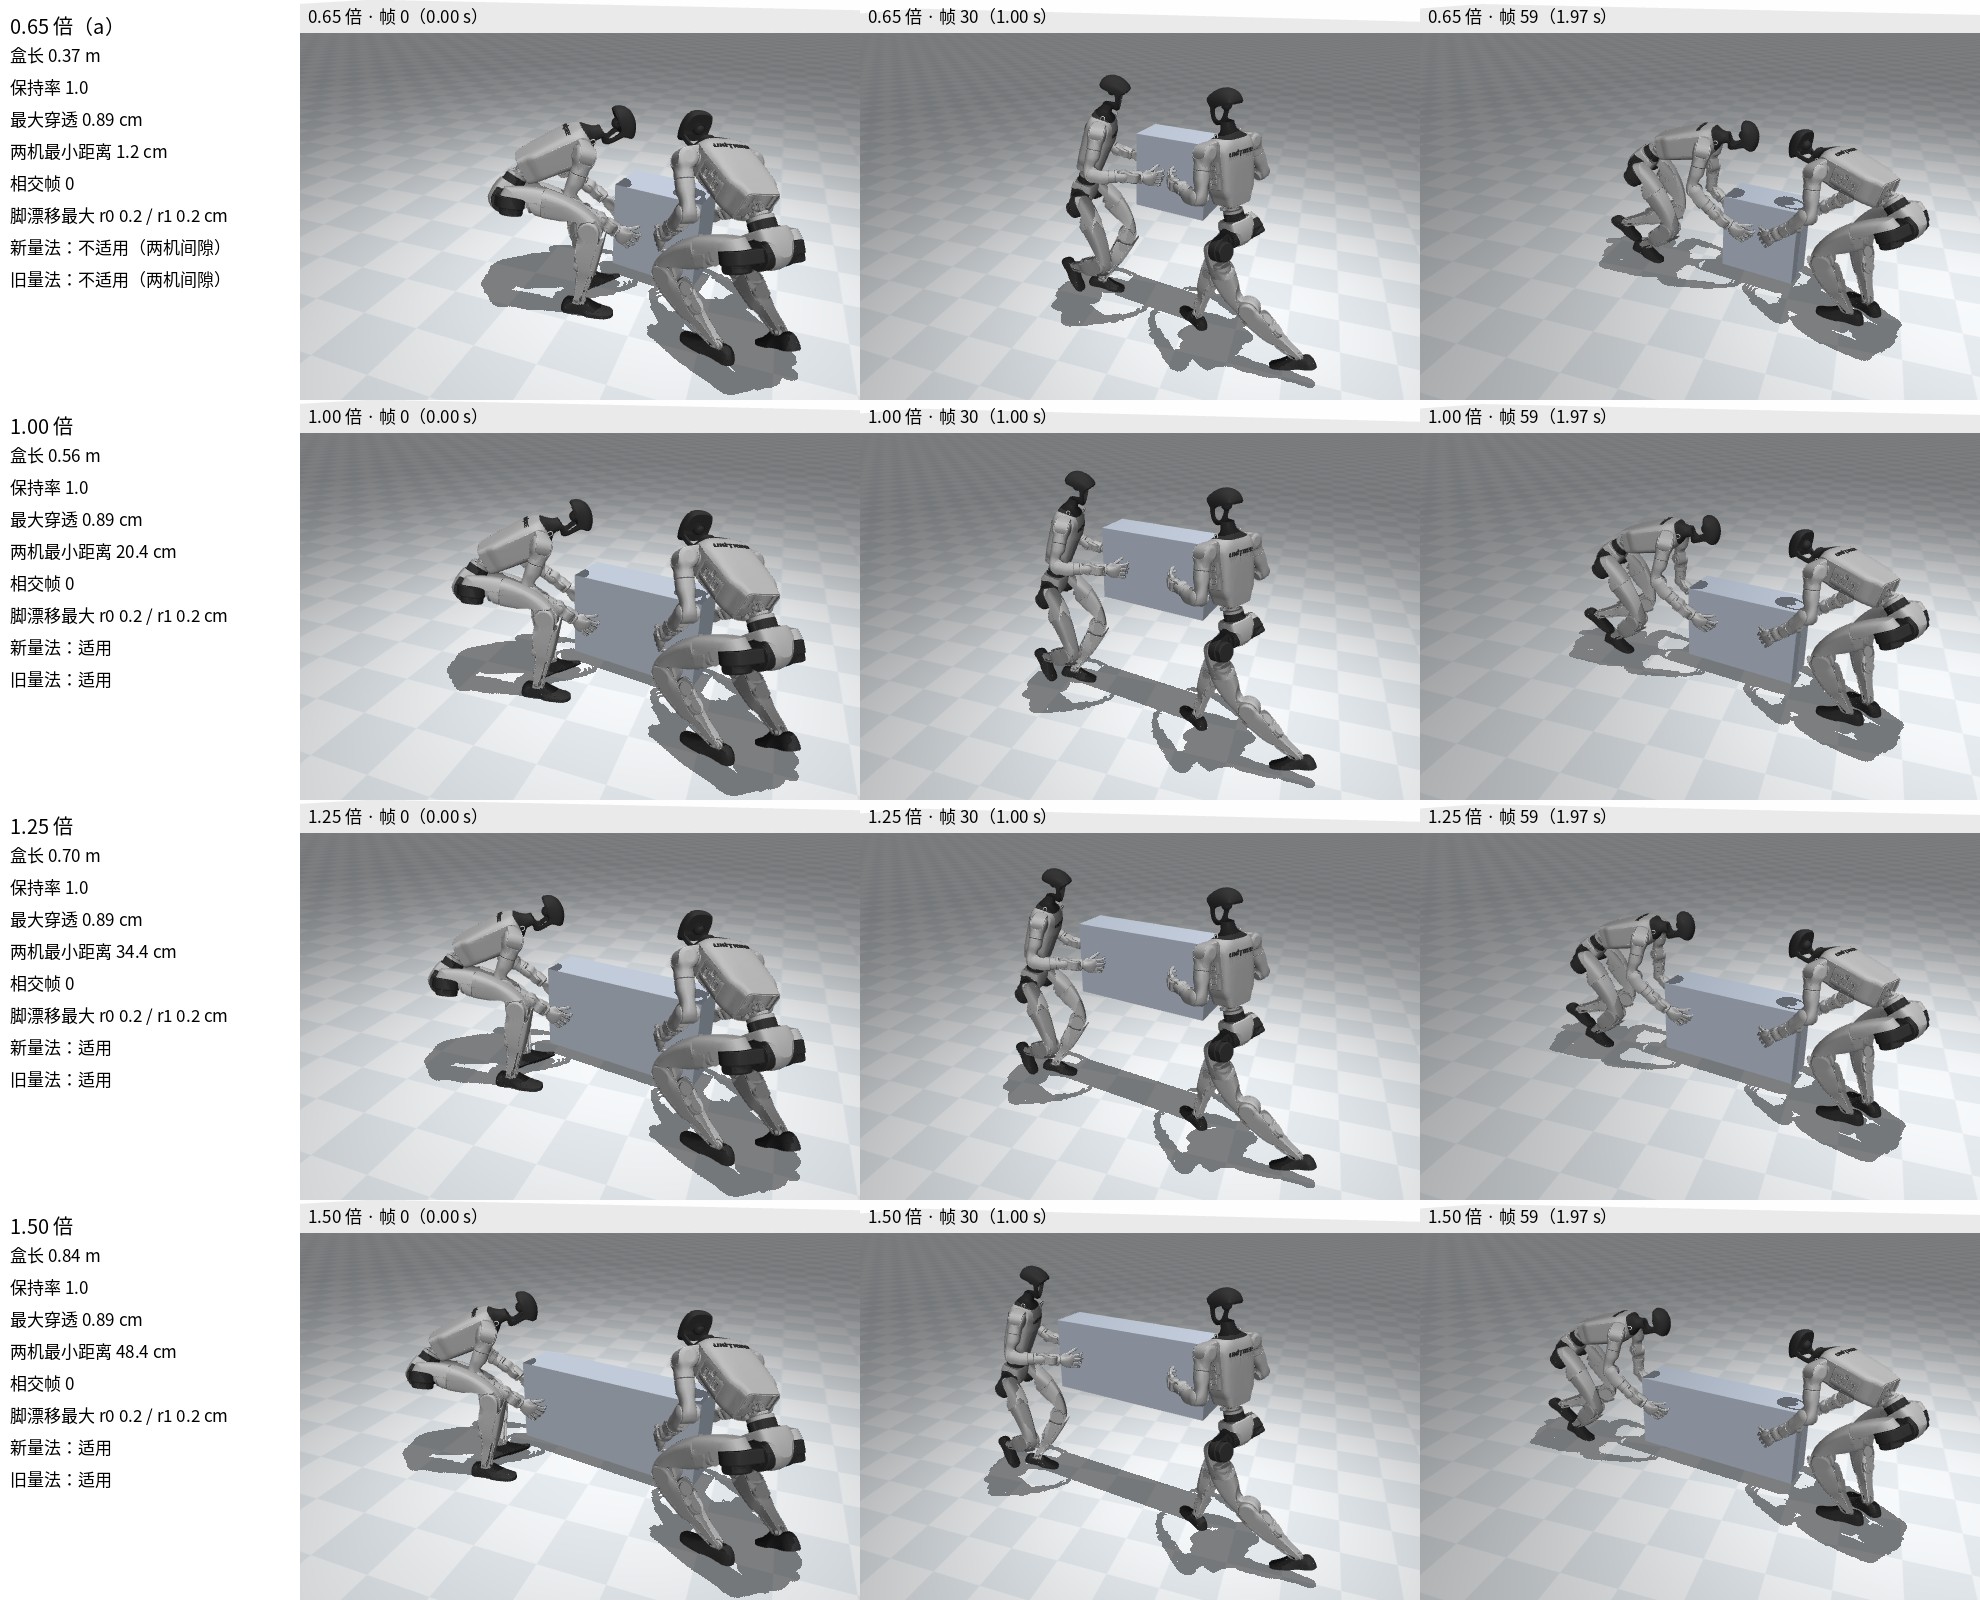 0.65 倍（a）
盒长 0.37 m
保持率 1.0
最大穿透 0.89 cm
两机最小距离 1.2 cm
相交帧 0
脚漂移最大 r0 0.2 / r1 0.2 cm
新量法：不适用（两机间隙）
旧量法：不适用（两机间隙）
0.65 倍 · 帧 0（0.00 s）
0.65 倍 · 帧 30（1.00 s）
0.65 倍 · 帧 59（1.97 s）
1.00 倍
盒长 0.56 m
保持率 1.0
最大穿透 0.89 cm
两机最小距离 20.4 cm
相交帧 0
脚漂移最大 r0 0.2 / r1 0.2 cm
新量法：适用
旧量法：适用
1.00 倍 · 帧 0（0.00 s）
1.00 倍 · 帧 30（1.00 s）
1.00 倍 · 帧 59（1.97 s）
1.25 倍
盒长 0.70 m
保持率 1.0
最大穿透 0.89 cm
两机最小距离 34.4 cm
相交帧 0
脚漂移最大 r0 0.2 / r1 0.2 cm
新量法：适用
旧量法：适用
1.25 倍 · 帧 0（0.00 s）
1.25 倍 · 帧 30（1.00 s）
1.25 倍 · 帧 59（1.97 s）
1.50 倍
盒长 0.84 m
保持率 1.0
最大穿透 0.89 cm
两机最小距离 48.4 cm
相交帧 0
脚漂移最大 r0 0.2 / r1 0.2 cm
新量法：适用
旧量法：适用
1.50 倍 · 帧 0（0.00 s）
1.50 倍 · 帧 30（1.00 s）
1.50 倍 · 帧 59（1.97 s）